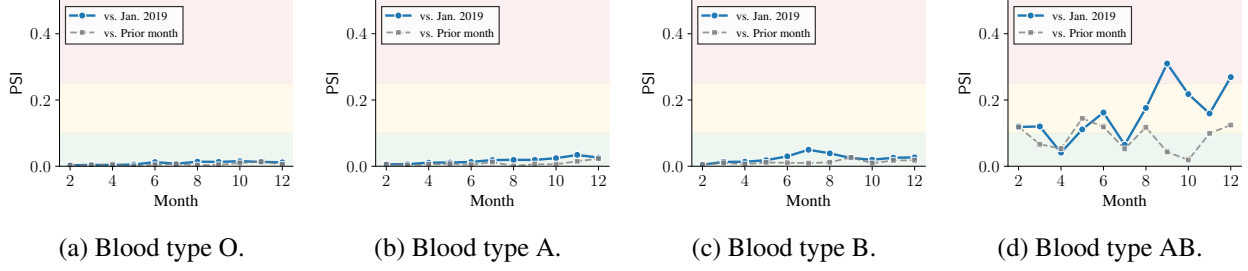 PSI
0.4
0.2
0.0
vs. Jan. 2019
vs. Prior month
2 4 6 8 10 12
Month
(a) Blood type O.
PSI
0.4
0.2
0.0
vs. Jan. 2019
vs. Prior month
2 4 6 8 10 12
Month
(b) Blood type A.
PSI
0.4
0.2
0.0
vs. Jan. 2019
vs. Prior month
2 4 6 8 10 12
Month
(c) Blood type B.
PSI
0.4
0.2
0.0
vs. Jan. 2019
vs. Prior month
2 4 6 8 10 12
Month
(d) Blood type AB.